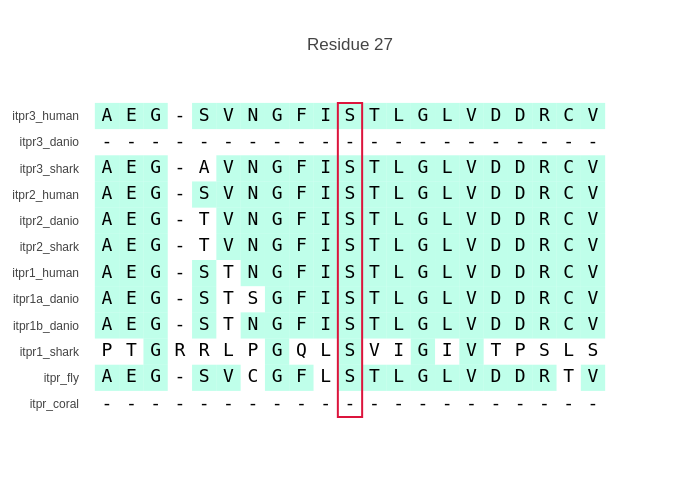 Residue 27
itpr3_human A E G - S V N G F I S T L G L V D D R C V
itpr3_danio - - - - - - - - - - - - - - - - - - - - -
itpr3_shark A E G - A V N G F I S T L G L V D D R C V
itpr2_human A E G - S V N G F I S T L G L V D D R C V
itpr2_danio A E G - T V N G F I S T L G L V D D R C V
itpr2_shark A E G - T V N G F I S T L G L V D D R C V
itpr1_human A E G - S T N G F I S T L G L V D D R C V
itpr1a_danio A E G - S T S G F I S T L G L V D D R C V
itpr1b_danio A E G - S T N G F I S T L G L V D D R C V
itpr1_shark P T G R R L P G Q L S V I G I V T P S L S
itpr_fly A E G - S V C G F L S T L G L V D D R T V
itpr_coral - - - - - - - - - - - - - - - - - - - - -